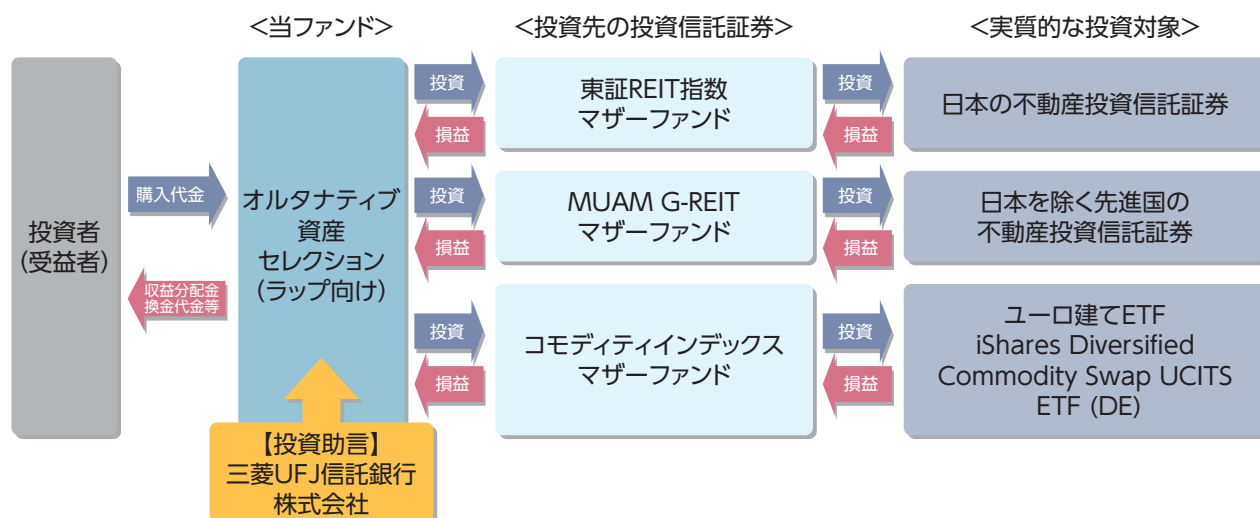 <当ファンド>
<投資先の投資信託証券>
<実質的な投資対象>
投資者
(受益者)
購入代金
収益分配金
換金代金等
オルタナティブ
資産
セレクション
(ラップ向け)
【投資助言】
三菱UFJ信託銀行
株式会社
投資
損益
東証REIT指数
マザーファンド
投資
損益
日本の不動産投資信託証券
投資
損益
MUAM G-REIT
マザーファンド
投資
損益
日本を除く先進国の
不動産投資信託証券
投資
損益
コモディティインデックス
マザーファンド
投資
損益
ユーロ建てETF
iShares Diversified
Commodity Swap UCITS
ETF (DE)